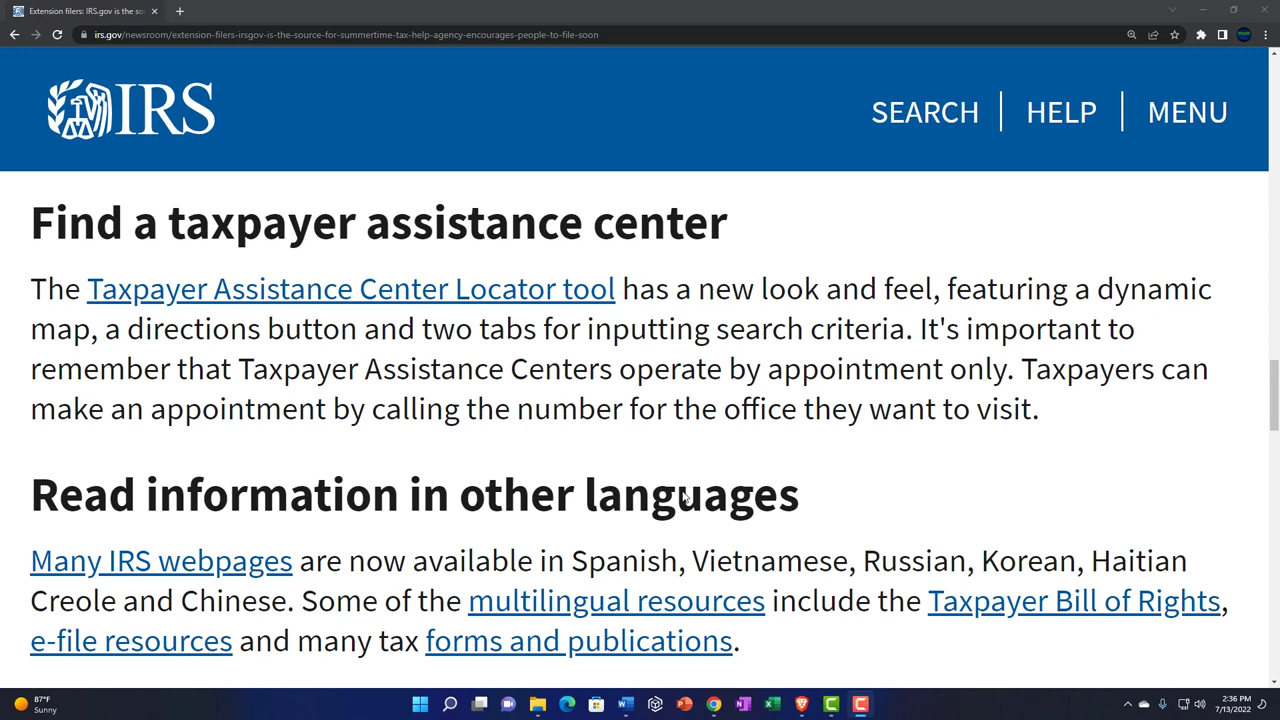 Extension filers: IRS.gov is the so
irs.gov/newsroom/extension-filers-irsgov-is-the-source-for-summertime-tax-help-agency-encourages-people-to-file-soon
IRS
SEARCH
HELP
MENU
Find a taxpayer assistance center
The Taxpayer Assistance Center Locator tool has a new look and feel, featuring a dynamic
map, a directions button and two tabs for inputting search criteria. It's important to
remember that Taxpayer Assistance Centers operate by appointment only. Taxpayers can
make an appointment by calling the number for the office they want to visit.
Read information in other languages
Many IRS webpages are now available in Spanish, Vietnamese, Russian, Korean, Haitian
Creole and Chinese. Some of the multilingual resources include the Taxpayer Bill of Rights,
e-file resources and many tax forms and publications.
87°F
Sunny
2:36 PM
7/13/2022